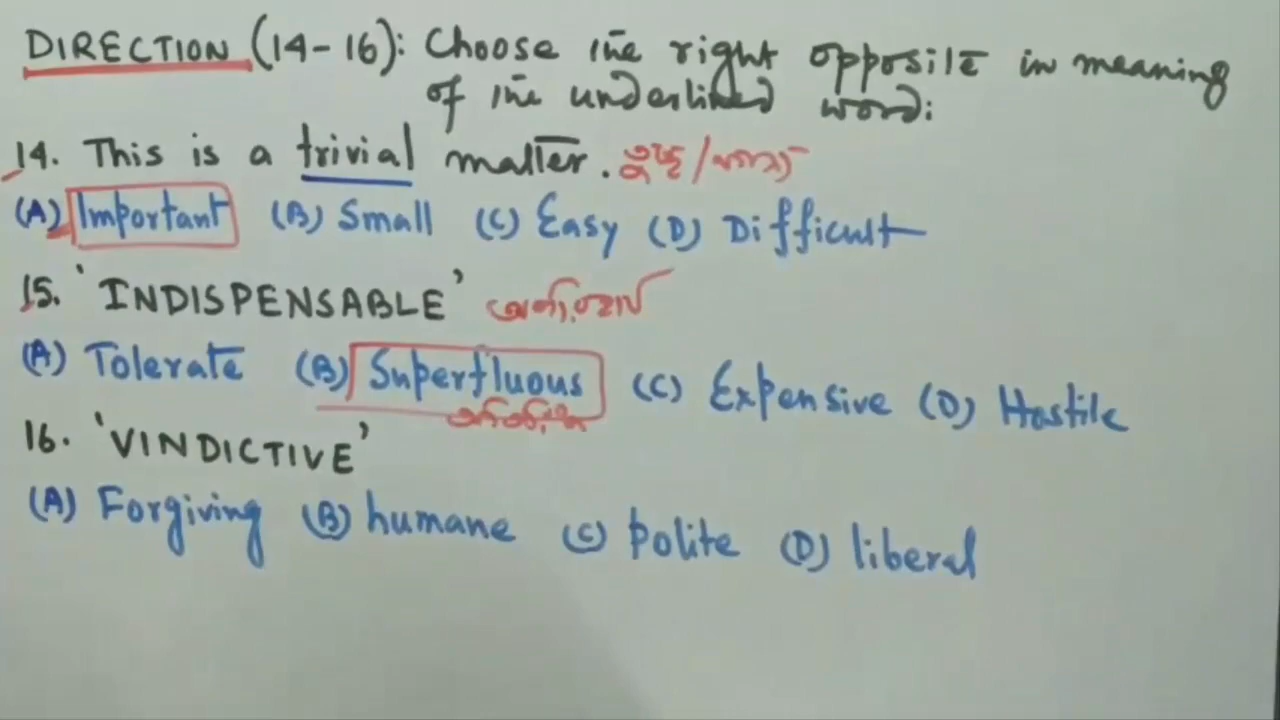 DIRECTION (14-16): Choose the right opposite in meaning
of the underlined word:
14. This is a trivial matter. তুচ্ছ/
(A) Important (B) Small (C) Easy (D) Difficult
15. 'INDISPENSABLE'
(A) Tolerate (B) Superfluous (C) Expensive (D) Hostile
16. 'VINDICTIVE'
(A) Forgiving (B) humane (C) polite (D) liberal